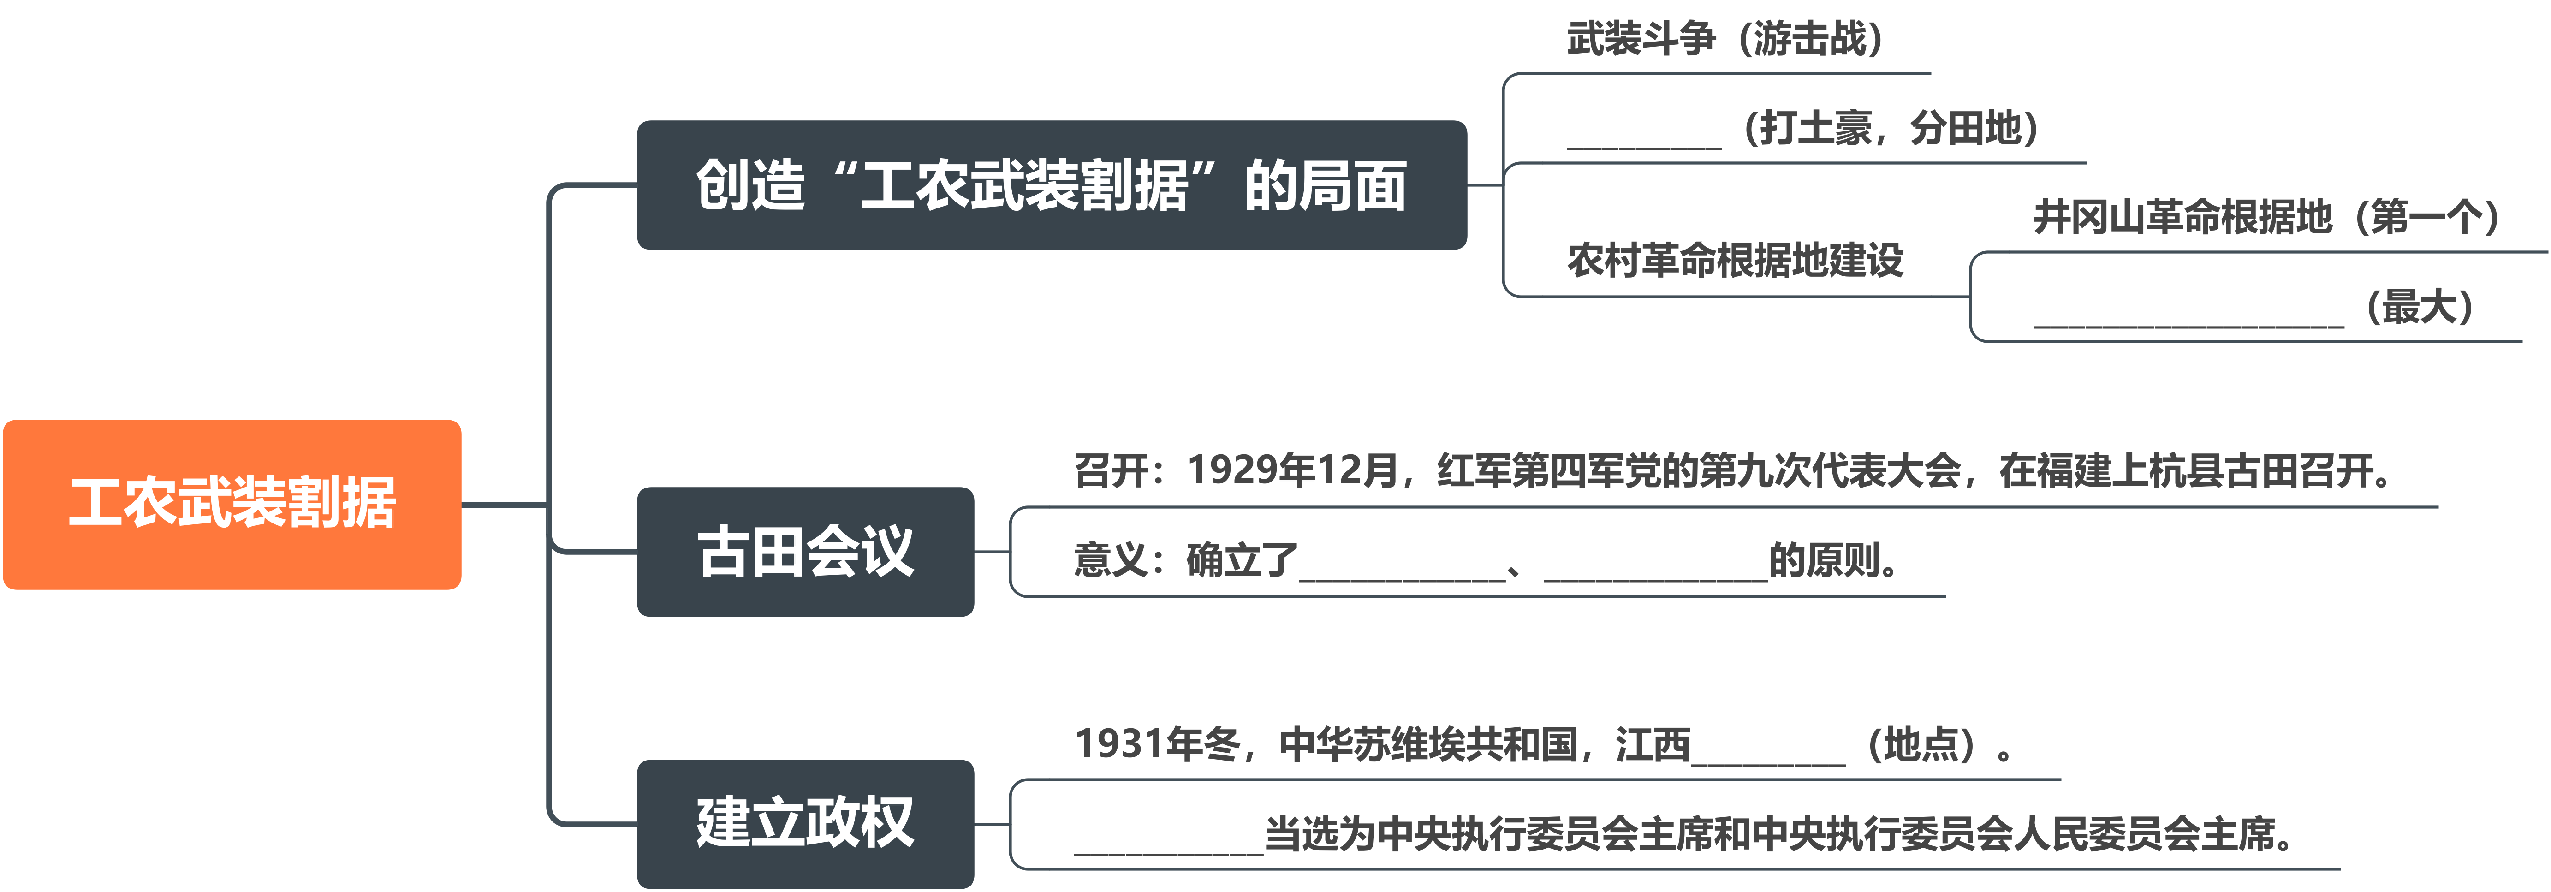 武装斗争（游击战）
_________（打土豪，分田地）
创造“工农武装割据”的局面
井冈山革命根据地（第一个）
农村革命根据地建设
__________________（最大）
召开：1929年12月，红军第四军党的第九次代表大会，在福建上杭县古田召开。
工农武装割据
古田会议
意义：确立了____________、_____________的原则。
1931年冬，中华苏维埃共和国，江西_________（地点）。
建立政权
___________当选为中央执行委员会主席和中央执行委员会人民委员会主席。